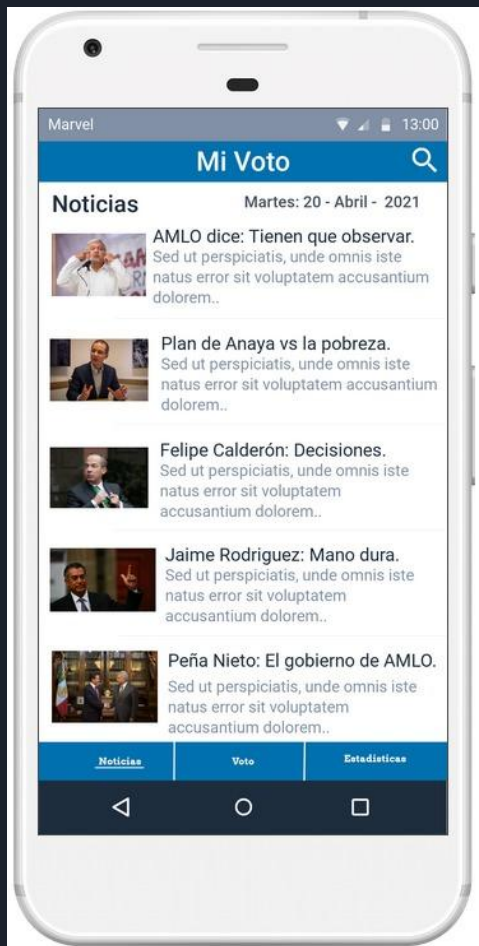 Marvel 13:00
Mi Voto
Noticias Martes: 20 - Abril - 2021
AMLO dice: Tienen que observar.
Sed ut perspiciatis, unde omnis iste
natus error sit voluptatem accusantium
dolorem..
Plan de Anaya vs la pobreza.
Sed ut perspiciatis, unde omnis iste
natus error sit voluptatem accusantium
dolorem..
Felipe Calderón: Decisiones.
Sed ut perspiciatis, unde omnis iste
natus error sit voluptatem
accusantium dolorem..
Jaime Rodriguez: Mano dura.
Sed ut perspiciatis, unde omnis iste
natus error sit voluptatem
accusantium dolorem..
Peña Nieto: El gobierno de AMLO.
Sed ut perspiciatis, unde omnis iste
natus error sit voluptatem
accusantium dolorem..
Noticias Voto Estadisticas